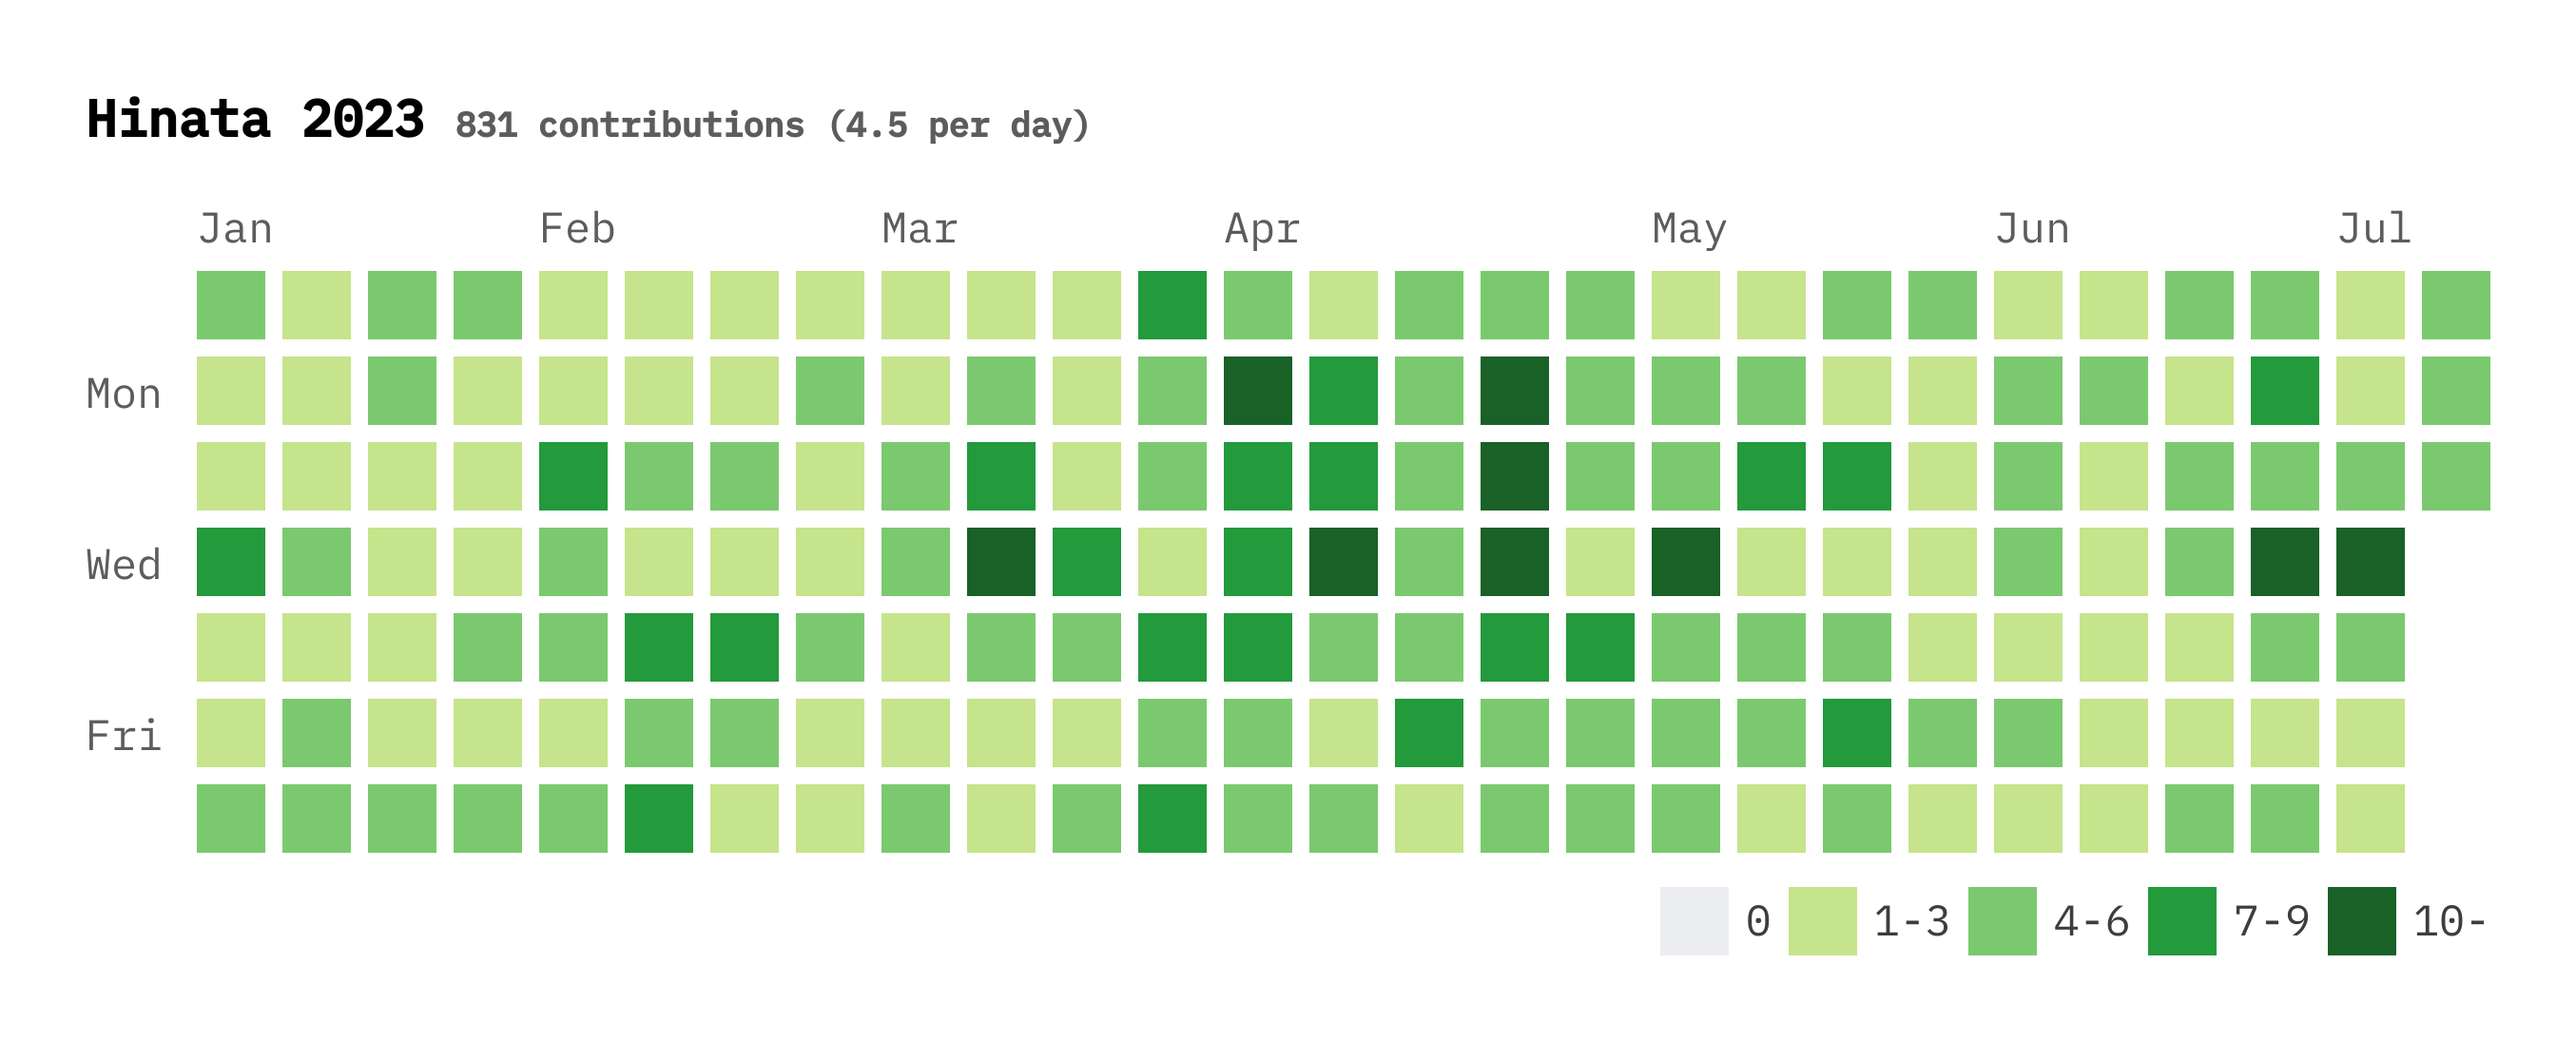 Hinata 2023 831 contributions (4.5 per day)
Jan Feb Mar Apr May Jun Jul
Mon
Wed
Fri
0 1-3 4-6 7-9 10-